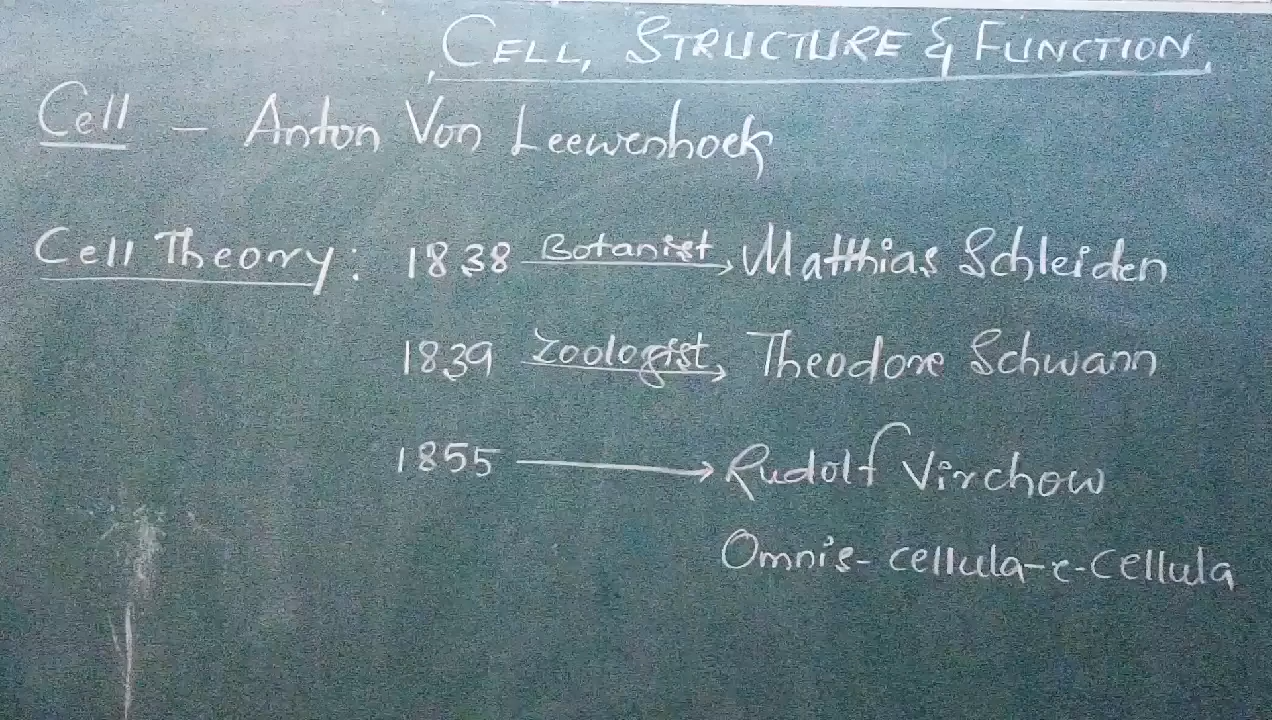 CELL, STRUCTURE & FUNCTION
Cell - Anton Von Leewenhoek
Cell Theory: 1838 Botanist → Matthias Schleiden
1839 Zoologist → Theodore Schwann
1855 → Rudolf Virchow
Omnis-cellula-e-cellula